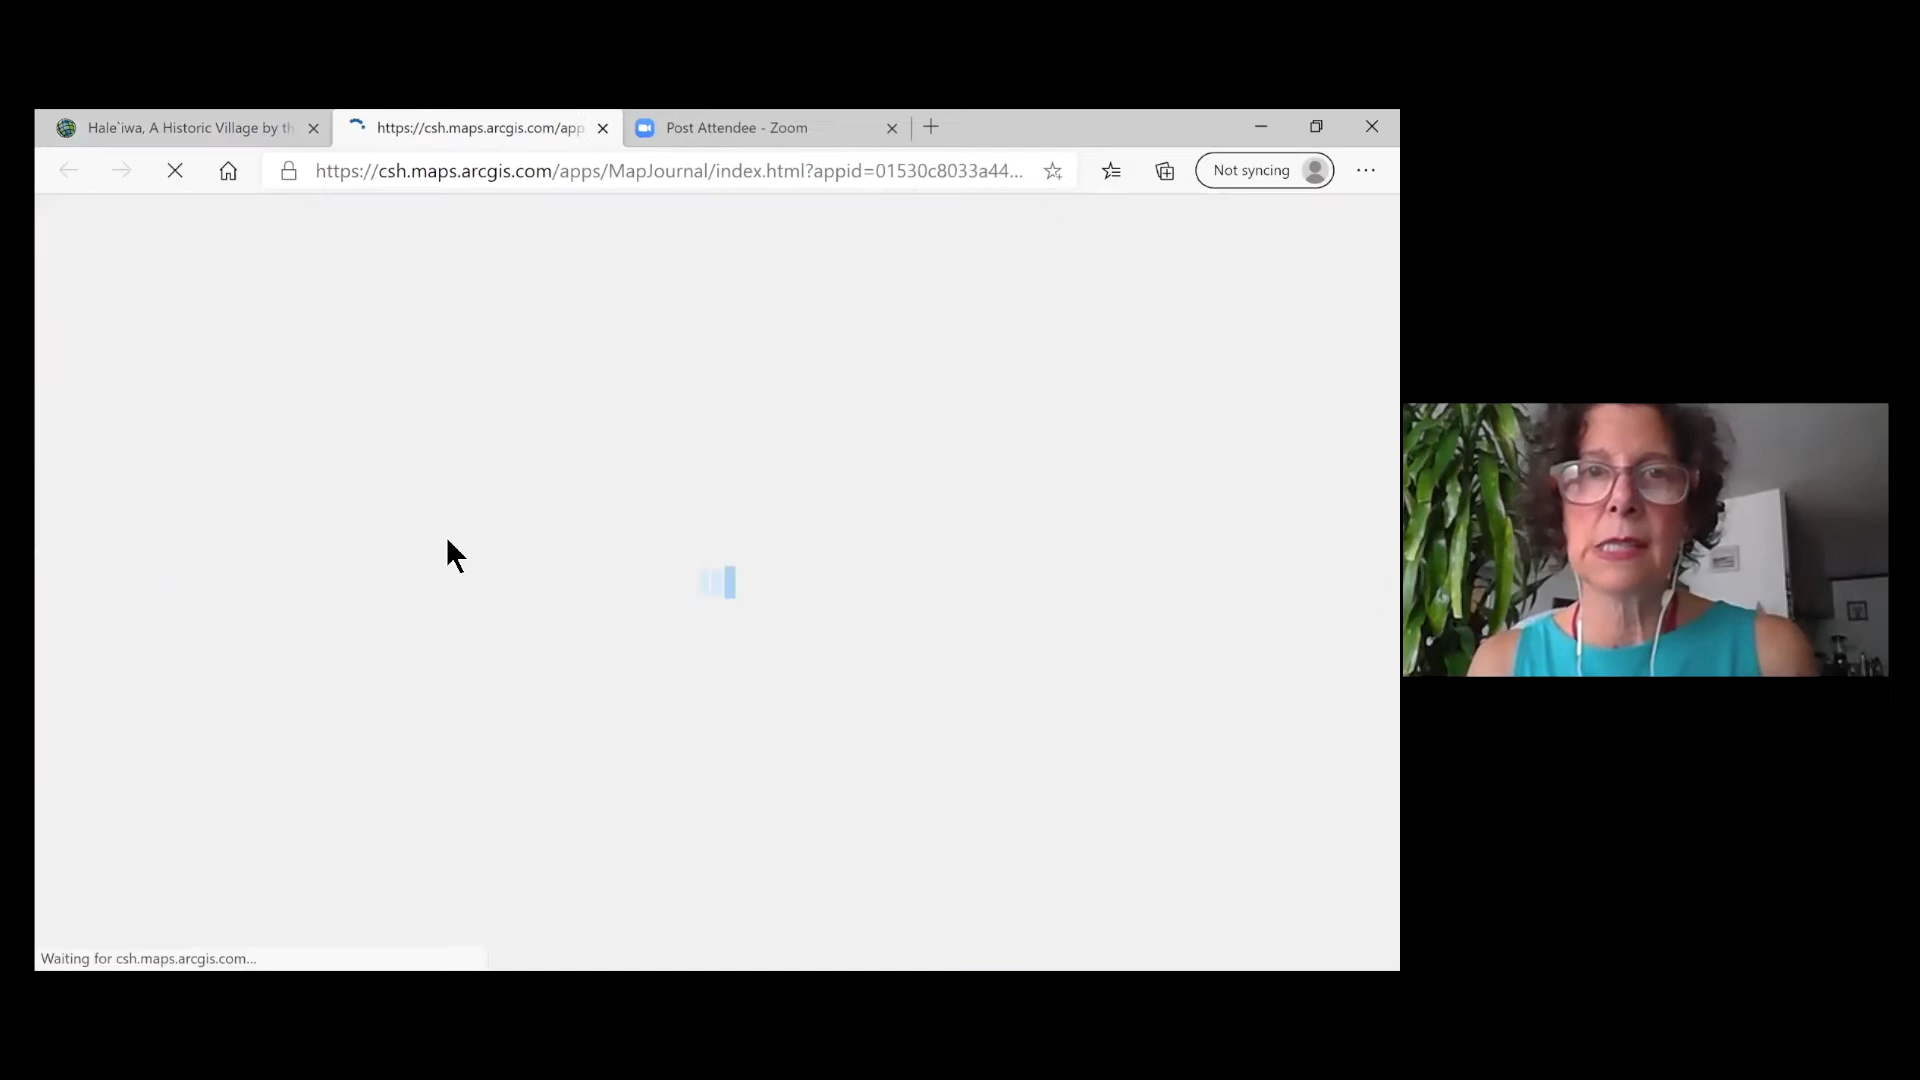 Hale`iwa, A Historic Village by th
https://csh.maps.arcgis.com/app
Post Attendee - Zoom
https://csh.maps.arcgis.com/apps/MapJournal/index.html?appid=01530c8033a44...
Not syncing
Waiting for csh.maps.arcgis.com...